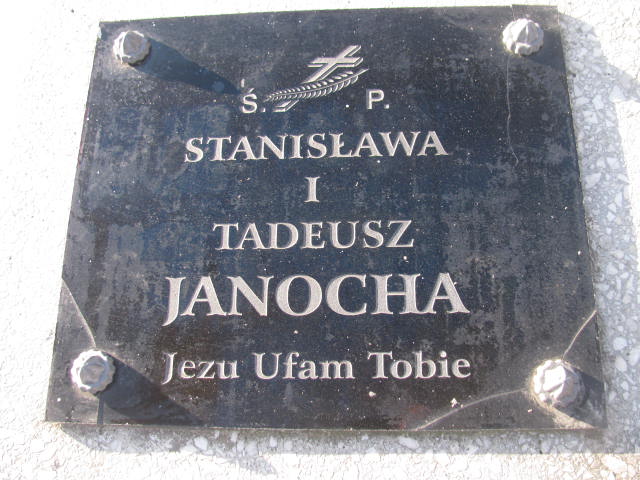 Ś. P.
STANISŁAWA
I
TADEUSZ
JANOCHA
Jezu Ufam Tobie